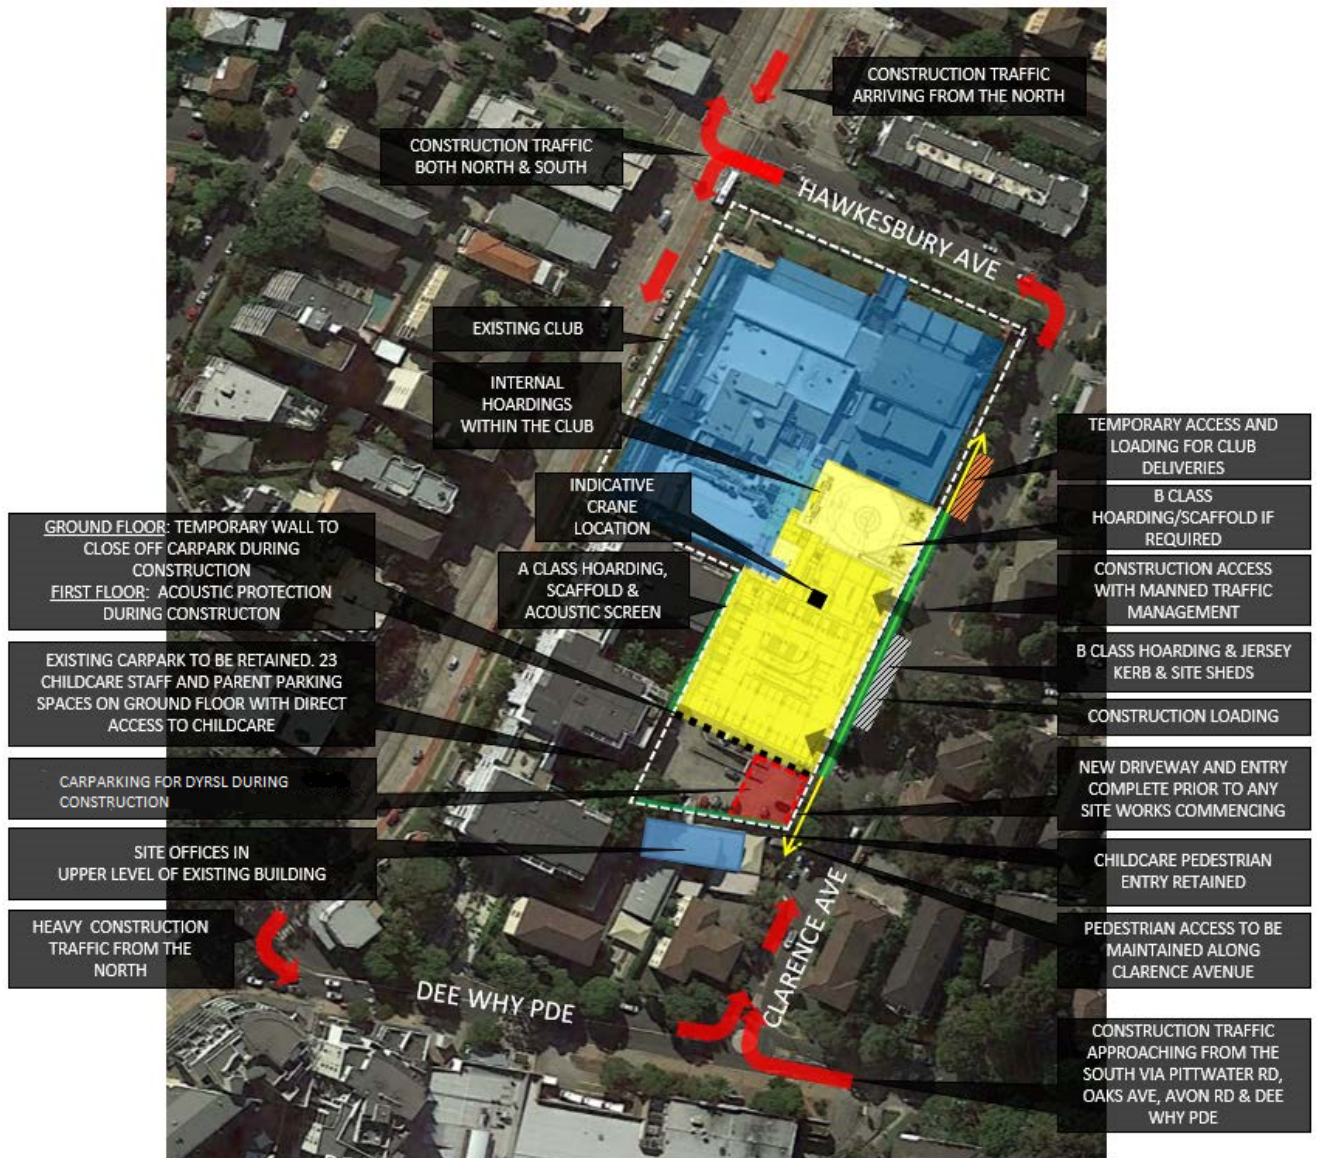 CONSTRUCTION TRAFFIC
ARRIVING FROM THE NORTH
CONSTRUCTION TRAFFIC
BOTH NORTH & SOUTH
HAWKESBURY AVE
EXISTING CLUB
INTERNAL
HOARDINGS
WITHIN THE CLUB
INDICATIVE
CRANE
LOCATION
A CLASS HOARDING,
SCAFFOLD &
ACOUSTIC SCREEN
GROUND FLOOR: TEMPORARY WALL TO
CLOSE OFF CARPARK DURING
CONSTRUCTION
FIRST FLOOR: ACOUSTIC PROTECTION
DURING CONSTRUCTON
EXISTING CARPARK TO BE RETAINED. 23
CHILDCARE STAFF AND PARENT PARKING
SPACES ON GROUND FLOOR WITH DIRECT
ACCESS TO CHILDCARE
CARPARKING FOR DYRSL DURING
CONSTRUCTION
SITE OFFICES IN
UPPER LEVEL OF EXISTING BUILDING
HEAVY CONSTRUCTION
TRAFFIC FROM THE
NORTH
TEMPORARY ACCESS AND
LOADING FOR CLUB
DELIVERIES
B CLASS
HOARDING/SCAFFOLD IF
REQUIRED
CONSTRUCTION ACCESS
WITH MANNED TRAFFIC
MANAGEMENT
B CLASS HOARDING & JERSEY
KERB & SITE SHEDS
CONSTRUCTION LOADING
NEW DRIVEWAY AND ENTRY
COMPLETE PRIOR TO ANY
SITE WORKS COMMENCING
CHILDCARE PEDESTRIAN
ENTRY RETAINED
PEDESTRIAN ACCESS TO BE
MAINTAINED ALONG
CLARENCE AVENUE
CONSTRUCTION TRAFFIC
APPROACHING FROM THE
SOUTH VIA PITTWATER RD,
OAKS AVE, AVON RD & DEE
WHY PDE
CLARENCE AVE
DEE WHY PDE